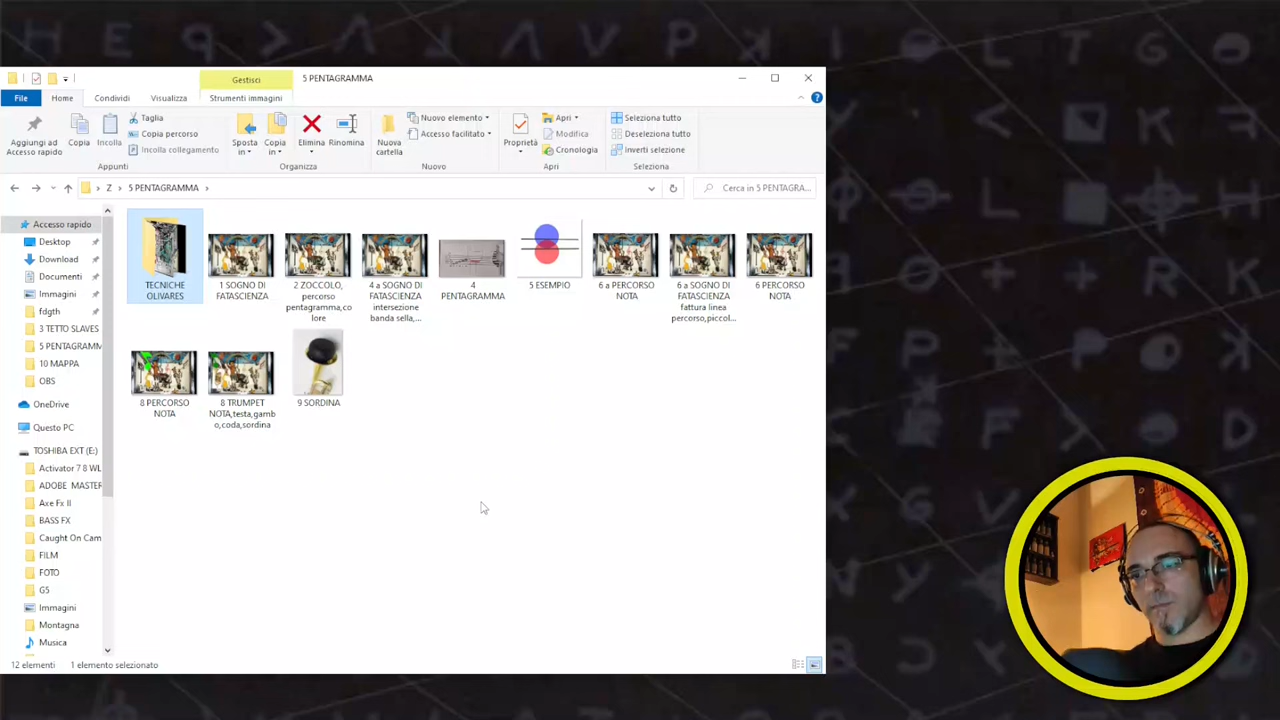 Gestisci
5 PENTAGRAMMA
File
Home
Condividi
Visualizza
Strumenti immagini
Aggiungi ad
Accesso rapido
Copia
Incolla
Taglia
Copia percorso
Incolla collegamento
Appunti
Sposta
in
Copia
in
Elimina
Rinomina
Organizza
Nuova
cartella
Nuovo elemento
Accesso facilitato
Nuovo
Proprietà
Apri
Modifica
Cronologia
Apri
Seleziona tutto
Deseleziona tutto
Inverti selezione
Seleziona
Z
5 PENTAGRAMMA
Cerca in 5 PENTAGRA...
Accesso rapido
Desktop
Download
Documenti
Immagini
fdgth
3 TETTO SLAVES
5 PENTAGRAMM
10 MAPPA
OBS
OneDrive
Questo PC
TOSHIBA EXT (E:)
Activator 7 8 WL
ADOBE MASTER
Axe Fx II
BASS FX
Caught On Cam
FILM
FOTO
G5
Immagini
Montagna
Musica
TECNICHE
OLIVARES
1 SOGNO DI
FATASCIENZA
2 ZOCCOLO,
percorso
pentagramma,co
lore
4 a SOGNO DI
FATASCIENZA
intersezione
banda sella,...
4
PENTAGRAMMA
5 ESEMPIO
6 a PERCORSO
NOTA
6 a SOGNO DI
FATASCIENZA
fattura linea
percorso,piccol...
6 PERCORSO
NOTA
8 PERCORSO
NOTA
8 TRUMPET
NOTA,testa,gamb
o,coda,sordina
9 SORDINA
12 elementi
1 elemento selezionato